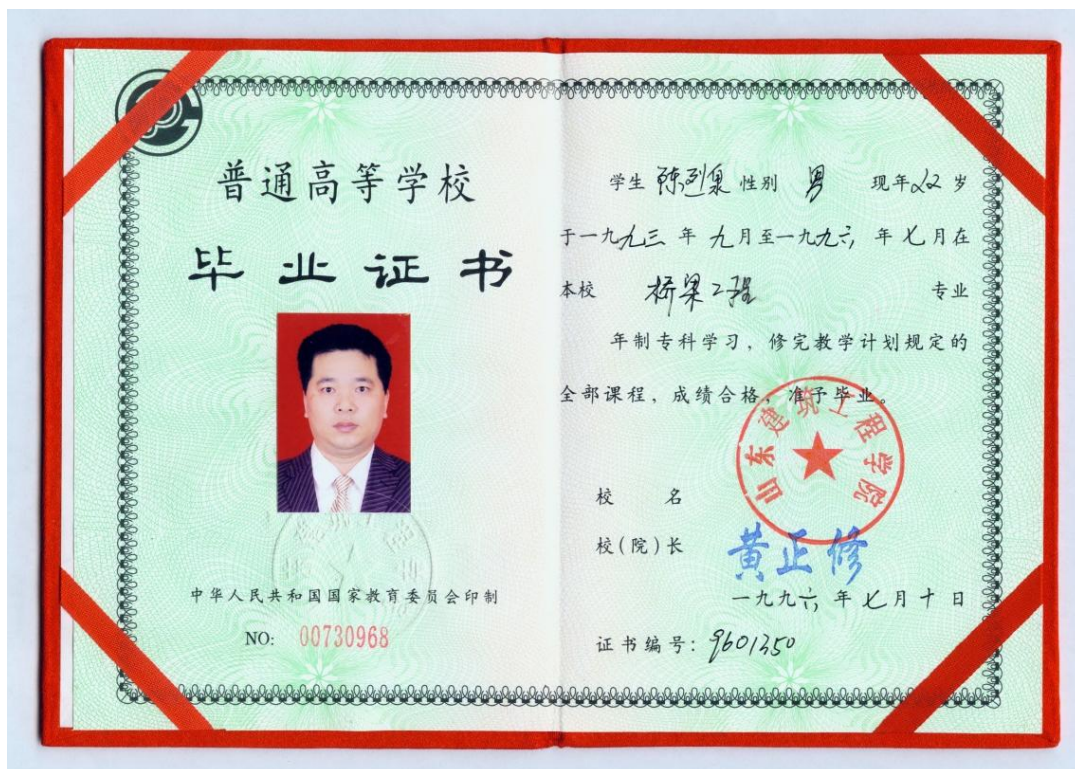 普通高等学校
毕业证书
中华人民共和国国家教育委员会印制
NO: 00730968
学生 陈列泉 性别 男 现年22岁
于一九九三年九月至一九九六年七月在
本校 桥梁工程 专业
年制专科学习，修完教学计划规定的
全部课程，成绩合格，准予毕业。
山东建筑工程学院
校 名
校(院)长 黄正修
一九九六年七月十日
证书编号: 9601350